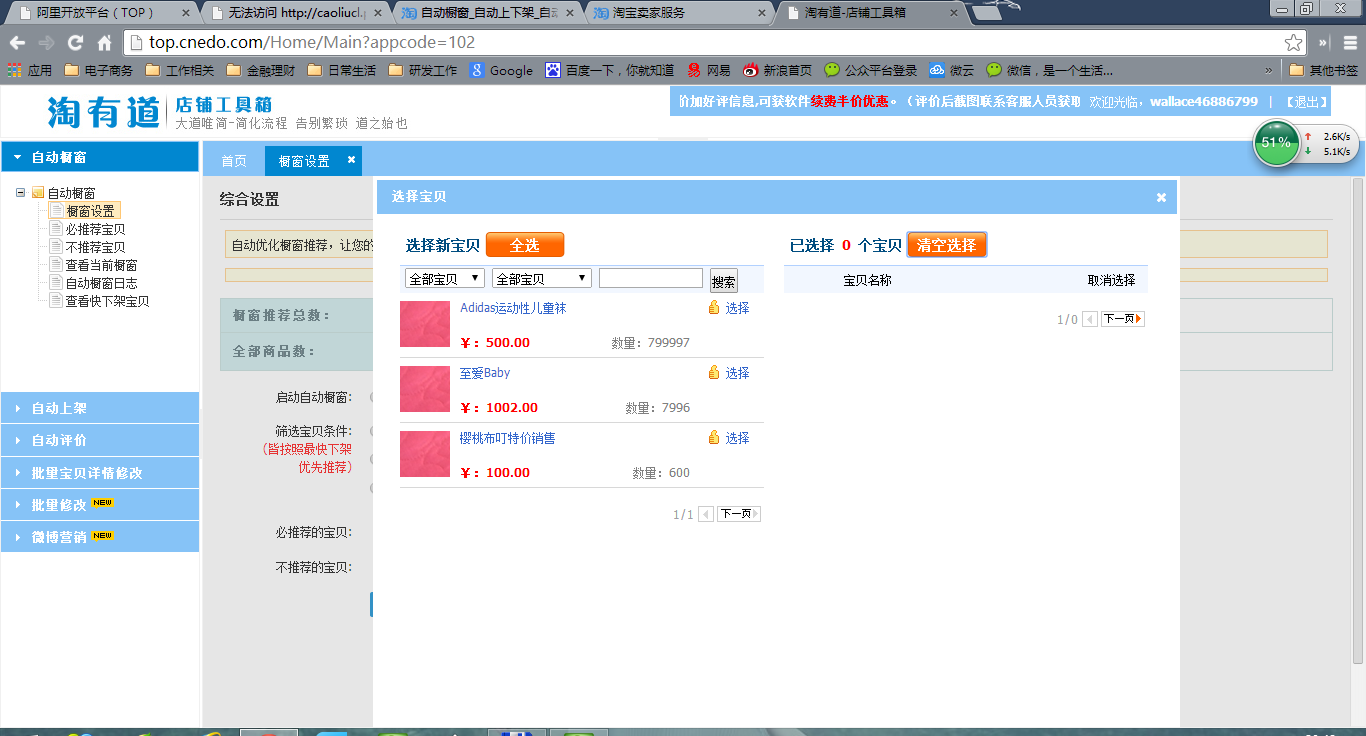 阿里开放平台（TOP）
无法访问 http://caoliucl.
自动橱窗_自动上下架_自动
淘宝卖家服务
淘有道-店铺工具箱
top.cnedo.com/Home/Main?appcode=102
应用 电子商务 工作相关 金融理财 日常生活 研发工作 Google 百度一下，你就知道 网易 新浪首页 公众平台登录 微云 微信，是一个生活... » 其他书签
淘有道 店铺工具箱
大道唯简-简化流程 告别繁琐 道之始也
价加好评信息,可获软件续费半价优惠。（评价后截图联系客服人员获取
欢迎光临，wallace46886799 | 【退出】
51%
2.6K/s
5.1K/s
自动橱窗
自动橱窗
橱窗设置
必推荐宝贝
不推荐宝贝
查看当前橱窗
自动橱窗日志
查看快下架宝贝
自动上架
自动评价
批量宝贝详情修改
批量修改 NEW
微博营销 NEW
首页 橱窗设置
综合设置
自动优化橱窗推荐，让您的
橱窗推荐总数：
全部商品数：
启动自动橱窗:
筛选宝贝条件:
（皆按照最快下架
优先推荐）
必推荐的宝贝:
不推荐的宝贝:
选择宝贝
选择新宝贝 全选
全部宝贝 全部宝贝 搜索
Adidas运动性儿童袜 选择
¥：500.00 数量：799997
至爱Baby 选择
¥：1002.00 数量：7996
樱桃布叮特价销售 选择
¥：100.00 数量：600
1/1 下一页
已选择 0 个宝贝 清空选择
宝贝名称 取消选择
1/0 下一页